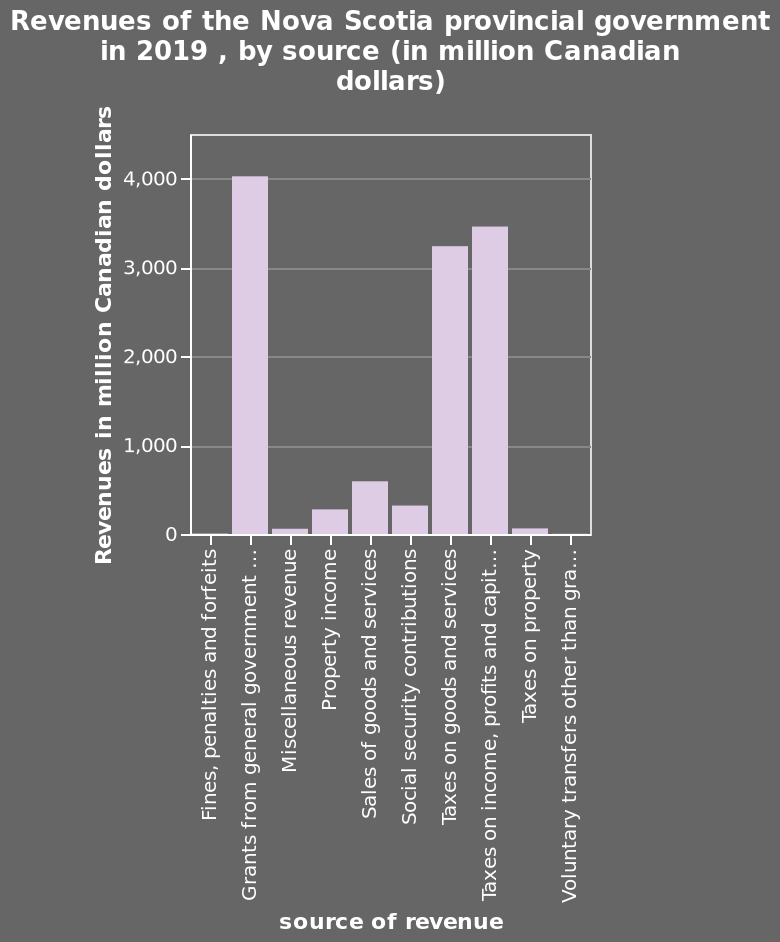 Revenues of the Nova Scotia provincial government
in 2019 , by source (in million Canadian
dollars)
Revenues in million Canadian dollars
4,000
3,000
2,000
1,000
0
Fines, penalties and forfeits
Grants from general government ...
Miscellaneous revenue
Property income
Sales of goods and services
Social security contributions
Taxes on goods and services
Taxes on income, profits and capit...
Taxes on property
Voluntary transfers other than gra...
source of revenue